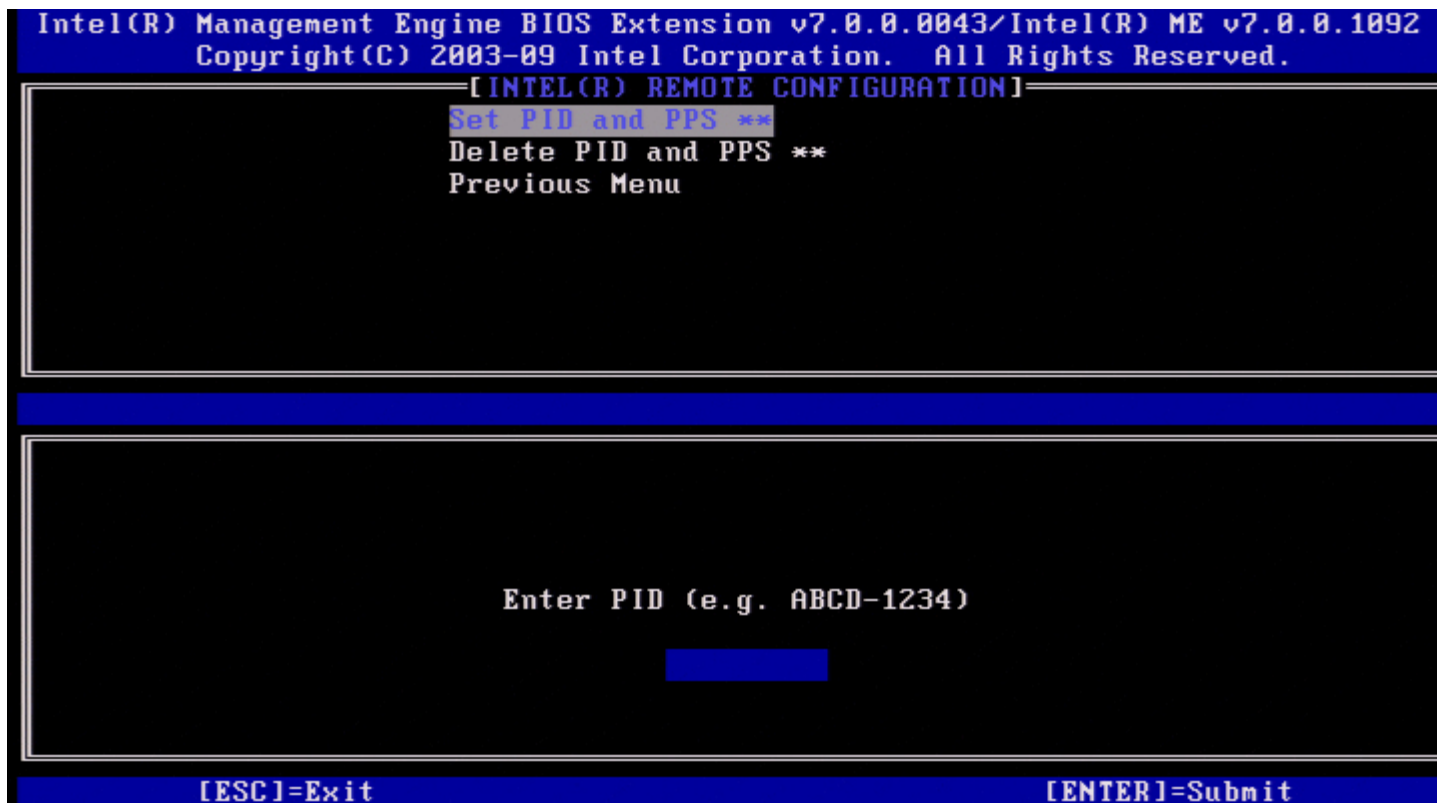 Intel(R) Management Engine BIOS Extension v7.0.0.0043/Intel(R) ME v7.0.0.1092
Copyright(C) 2003-09 Intel Corporation. All Rights Reserved.
[INTEL(R) REMOTE CONFIGURATION]
Set PID and PPS **
Delete PID and PPS **
Previous Menu
Enter PID (e.g. ABCD-1234)
[ESC]=Exit [ENTER]=Submit